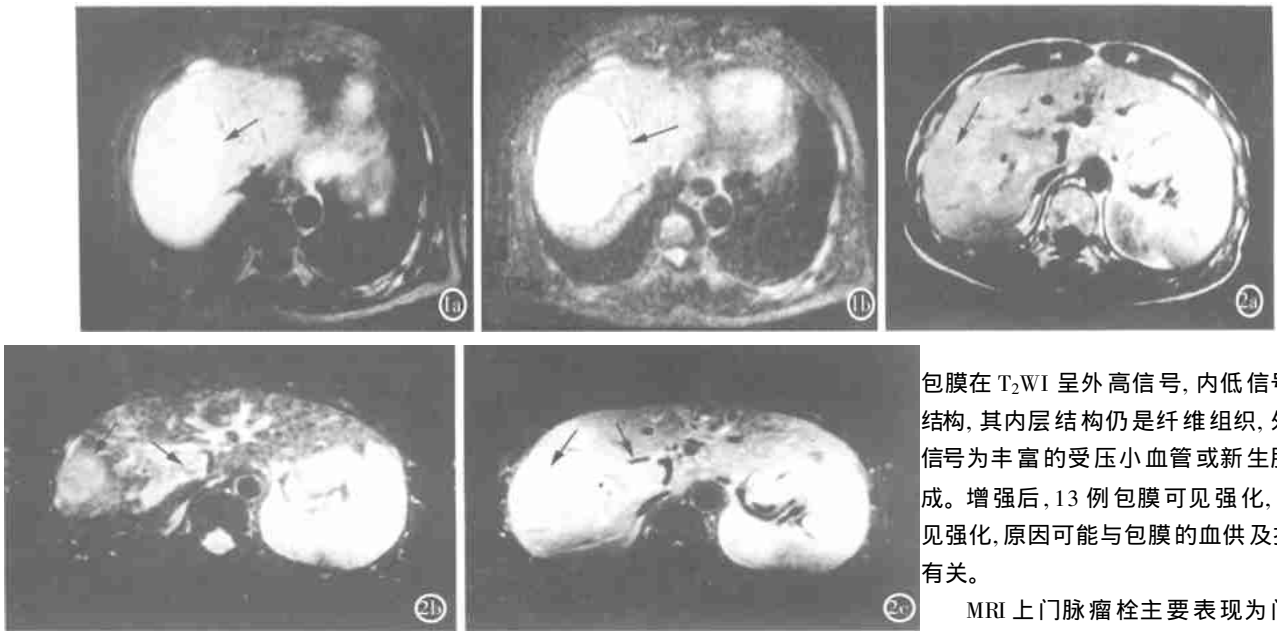 1a
1b
2a
2b
2c
包膜在 T₂WI 呈外高信号, 内低信号
结构, 其内层结构仍是纤维组织,
信号为丰富的受压小血管或新生
成。增强后, 13 例包膜可见强化,
见强化, 原因可能与包膜的血供及
有关。
MRI 上门脉瘤栓主要表现为